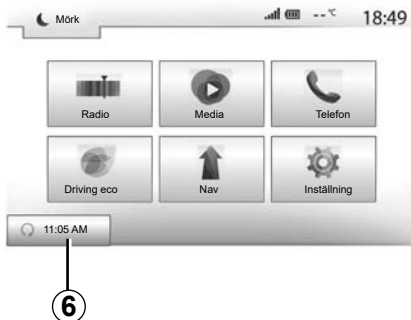 Mörk
--°C 18:49
Radio Media Telefon
Driving eco Nav Inställning
11:05 AM
6